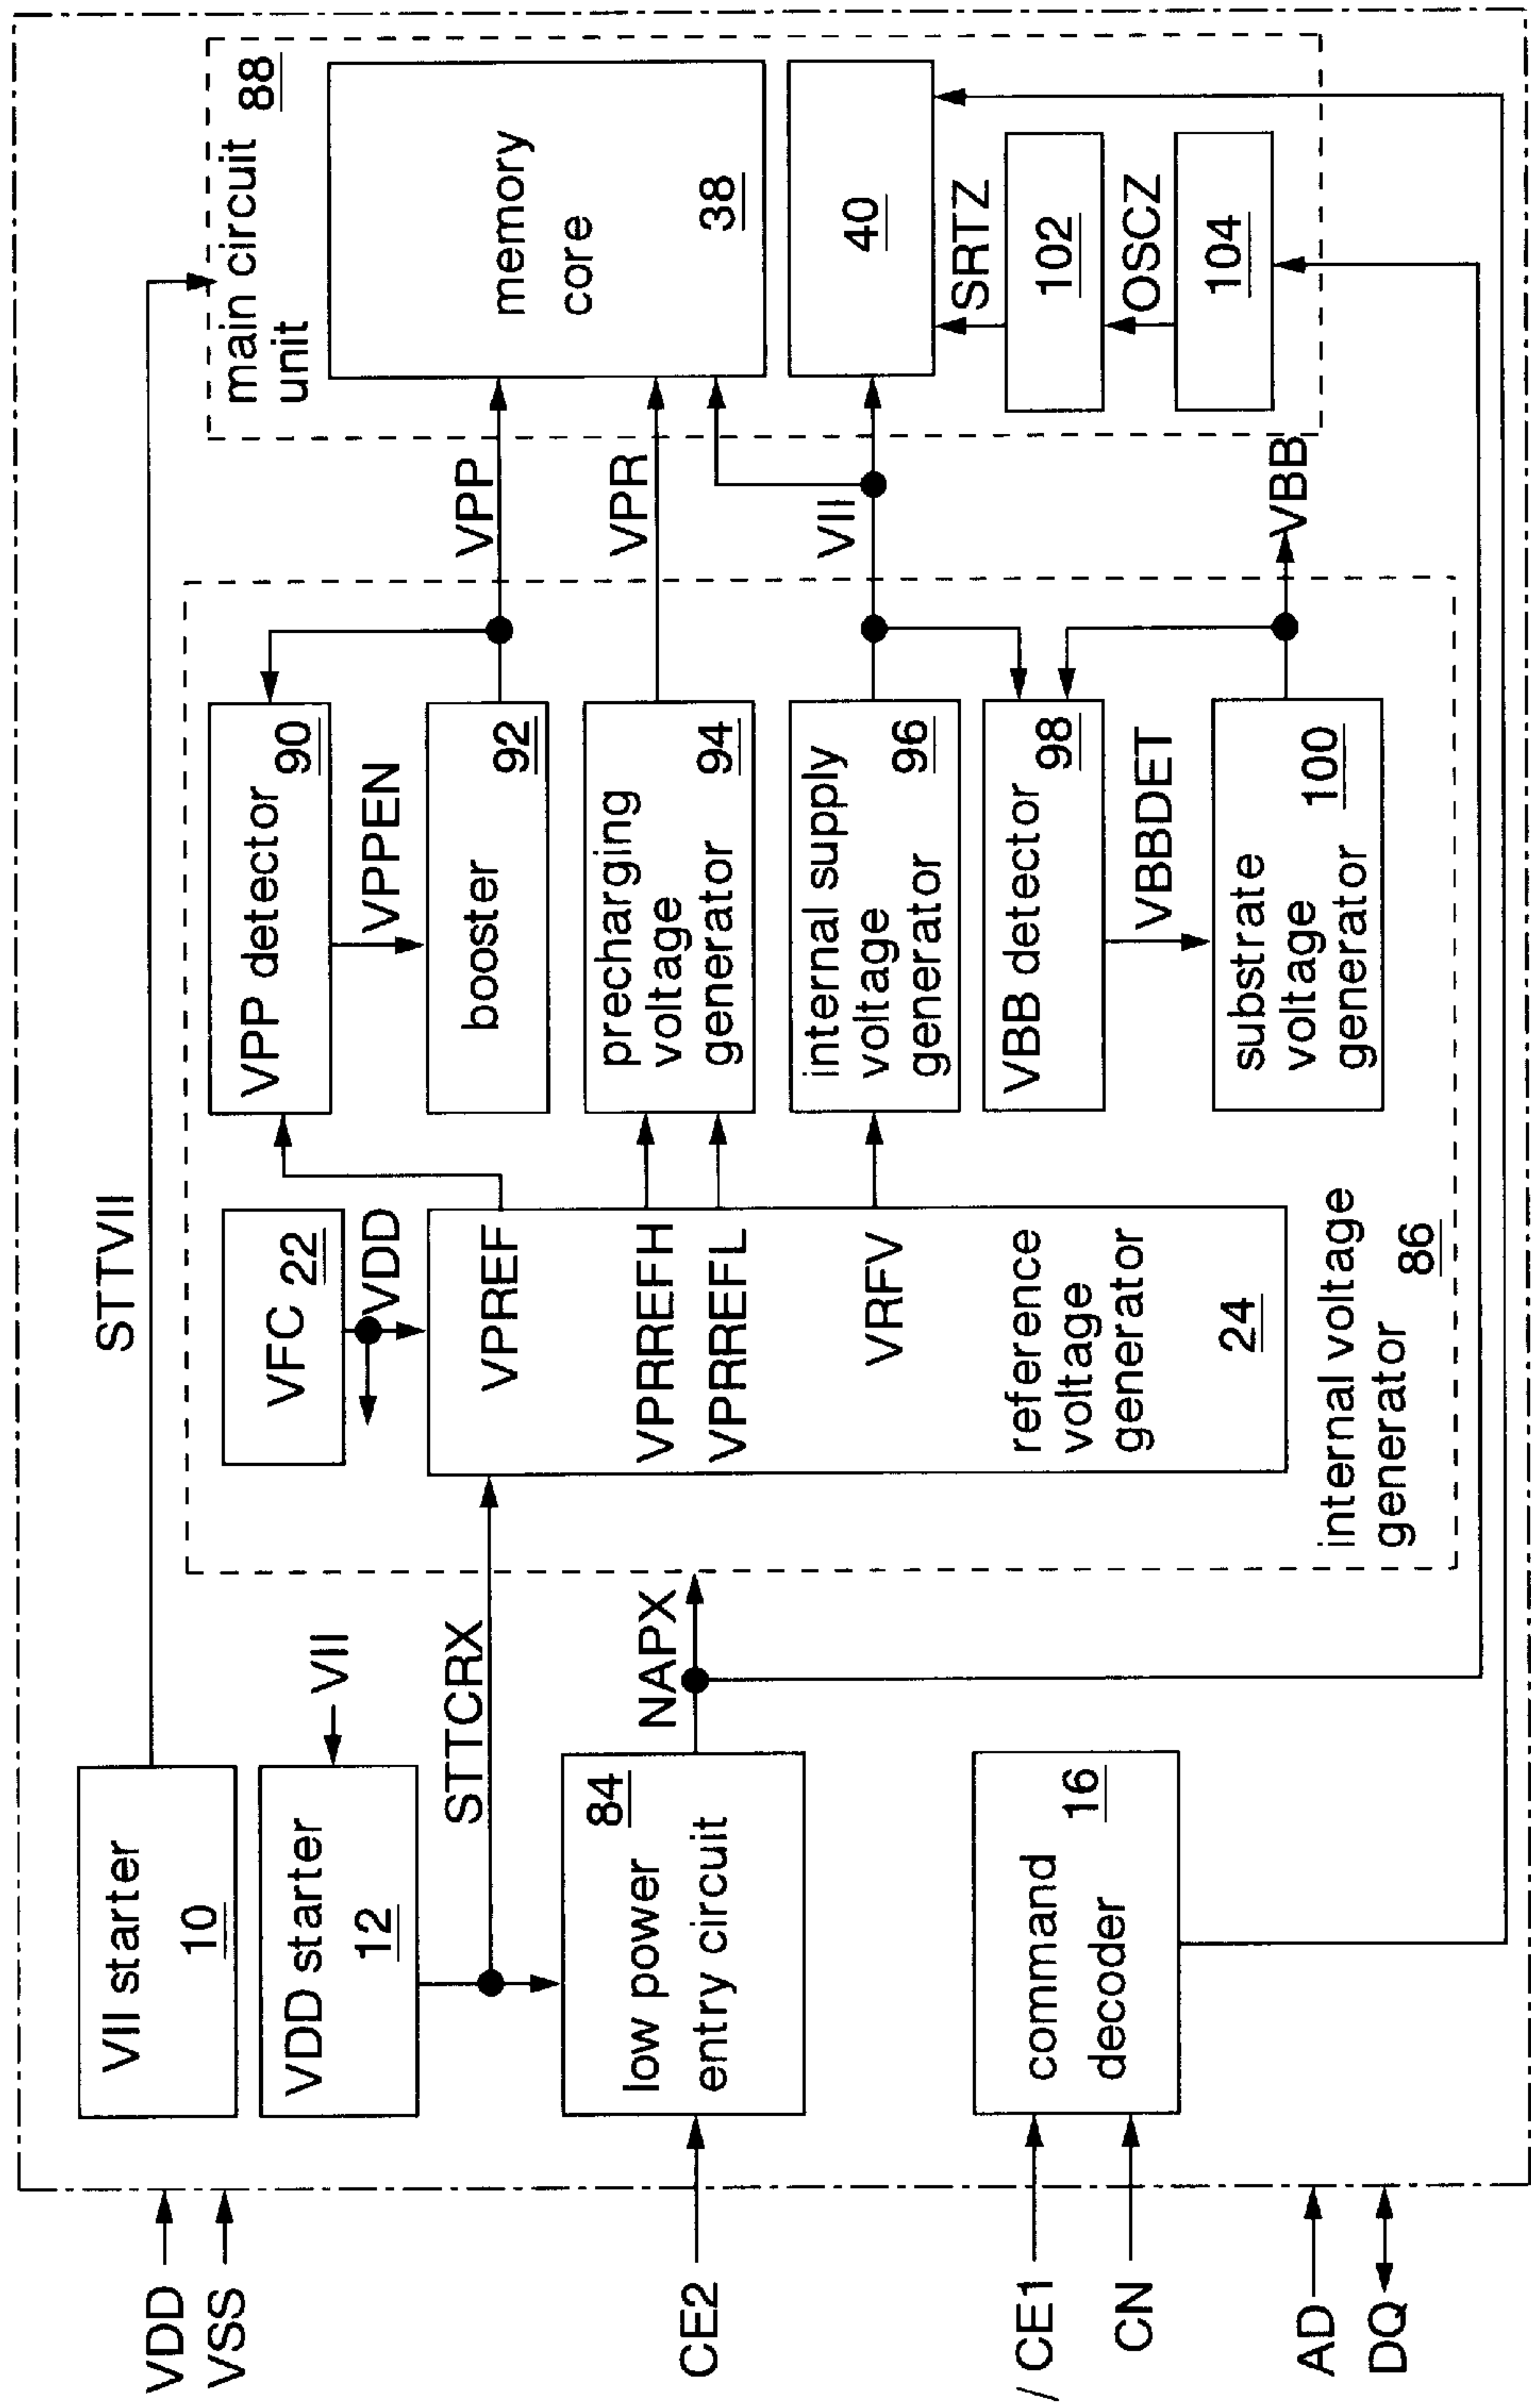 VDD
VSS
CE2
/ CE1
CN
AD
DQ
VII starter
10
VDD starter
12
VII
STTCRX
84
low power
entry circuit
NAPX
command
decoder
16
STTVII
VFC 22
VDD
VPREF
VPRREFH
VPRREFL
VRFV
reference
voltage
generator
24
internal voltage
generator
86
VPP detector
90
VPPEN
booster
92
precharging
voltage
generator
94
internal supply
voltage
generator
96
VBB detector
98
VBBDET
substrate
voltage
generator
100
VPP
VPR
VII
VBB
main circuit
unit
88
memory
core
38
40
SRTZ
102
OSCZ
104